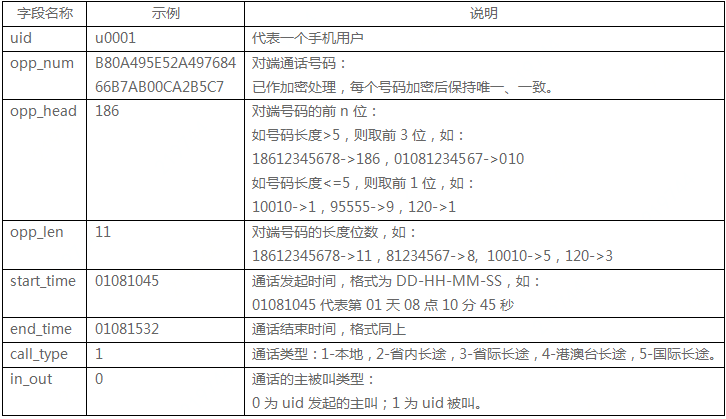 字段名称 示例 说明
uid u0001 代表一个手机用户
opp_num B80A495E52A497684 对端通话号码：
66B7AB00CA2B5C7 已作加密处理，每个号码加密后保持唯一、一致。
opp_head 186 对端号码的前 n 位：
如号码长度>5，则取前 3 位，如：
18612345678->186，01081234567->010
如号码长度<=5，则取前 1 位，如：
10010->1，95555->9，120->1
opp_len 11 对端号码的长度位数，如：
18612345678->11，81234567->8, 10010->5，120->3
start_time 01081045 通话发起时间，格式为 DD-HH-MM-SS，如：
01081045 代表第 01 天 08 点 10 分 45 秒
end_time 01081532 通话结束时间，格式同上
call_type 1 通话类型：1-本地，2-省内长途，3-省际长途，4-港澳台长途，5-国际长途。
in_out 0 通话的主被叫类型：
0 为 uid 发起的主叫；1 为 uid 被叫。